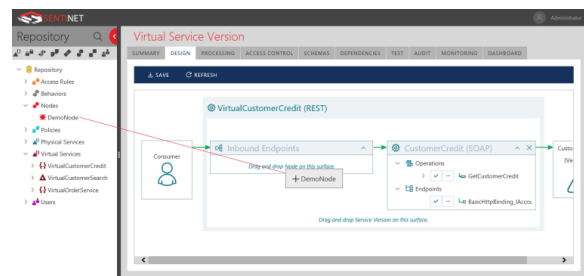 SENTINET
Administrator
Repository
Virtual Service Version
SUMMARY DESIGN PROCESSING ACCESS CONTROL SCHEMAS DEPENDENCIES TEST AUDIT MONITORING DASHBOARD
SAVE REFRESH
Repository
Access Rules
Behaviors
Nodes
DemoNode
Policies
Physical Services
Virtual Services
VirtualCustomerCredit
VirtualCustomerSearch
VirtualOrderService
Users
VirtualCustomerCredit (REST)
Consumer
Inbound Endpoints
Drag and drop Node on this surface.
+ DemoNode
CustomerCredit (SOAP)
Operations
GetCustomerCredit
Endpoints
BasicHttpBinding_IAccou
Custo
(Ve
Drag and drop Service Version on this surface.